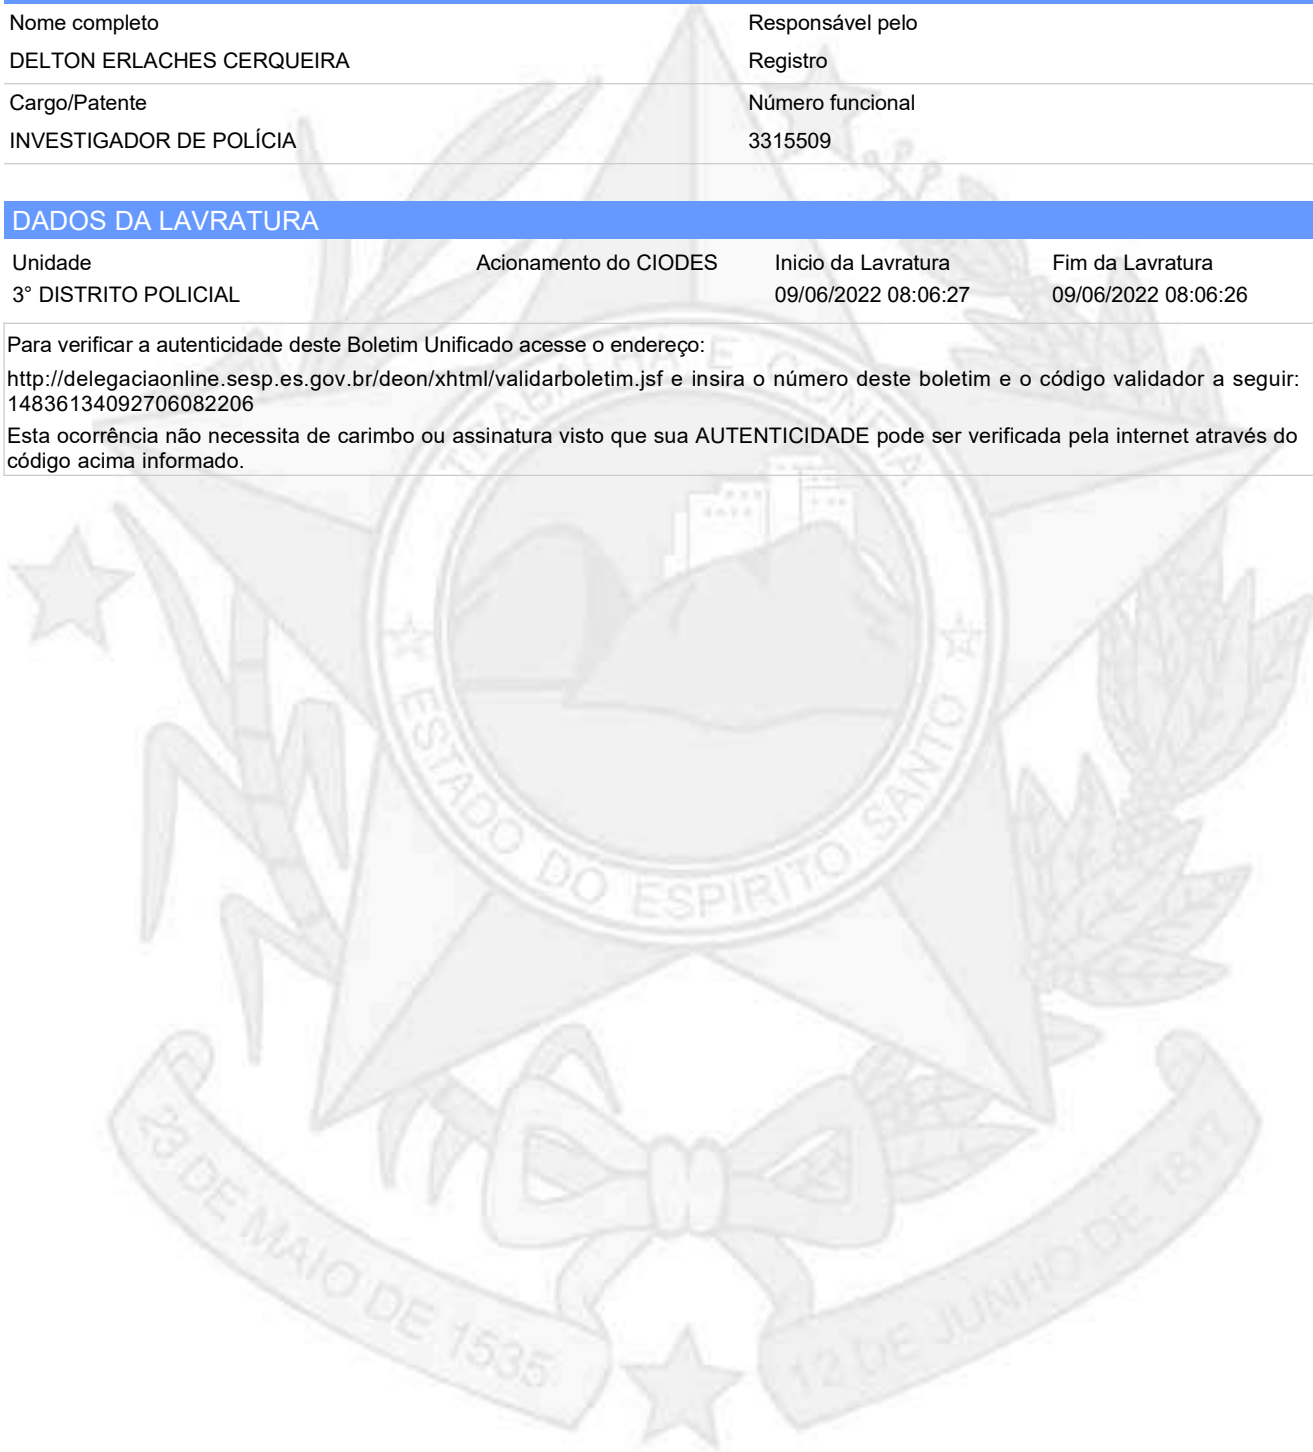 Nome completo
Responsável pelo
DELTON ERLACHES CERQUEIRA
Registro
Cargo/Patente
Número funcional
INVESTIGADOR DE POLÍCIA
3315509
DADOS DA LAVRATURA
Unidade
Acionamento do CIODES
Inicio da Lavratura
Fim da Lavratura
3° DISTRITO POLICIAL
09/06/2022 08:06:27
09/06/2022 08:06:26
Para verificar a autenticidade deste Boletim Unificado acesse o endereço:
http://delegaciaonline.sesp.es.gov.br/deon/xhtml/validarboletim.jsf e insira o número deste boletim e o código validador a seguir:
14836134092706082206
Esta ocorrência não necessita de carimbo ou assinatura visto que sua AUTENTICIDADE pode ser verificada pela internet através do
código acima informado.
TRABALHA E CONFIA
ESTADO DO ESPIRITO SANTO
23 DE MAIO DE 1535
12 DE JUNHO DE 1817